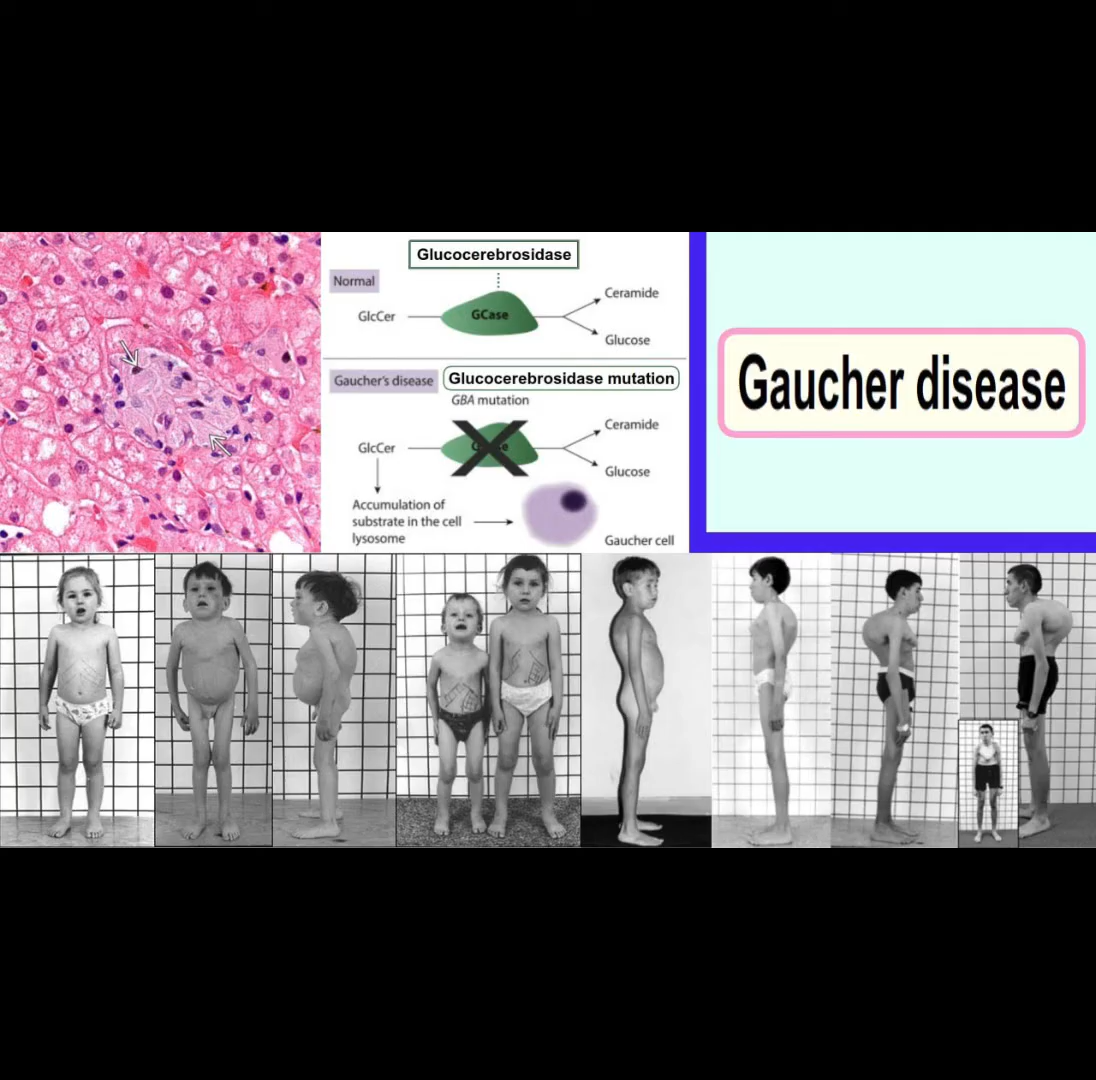 Glucocerebrosidase
Normal
GlcCer
GCase
Ceramide
Glucose
Gaucher's disease
Glucocerebrosidase mutation
GBA mutation
GlcCer
Ceramide
Glucose
Accumulation of
substrate in the cell
lysosome
Gaucher cell
Gaucher disease